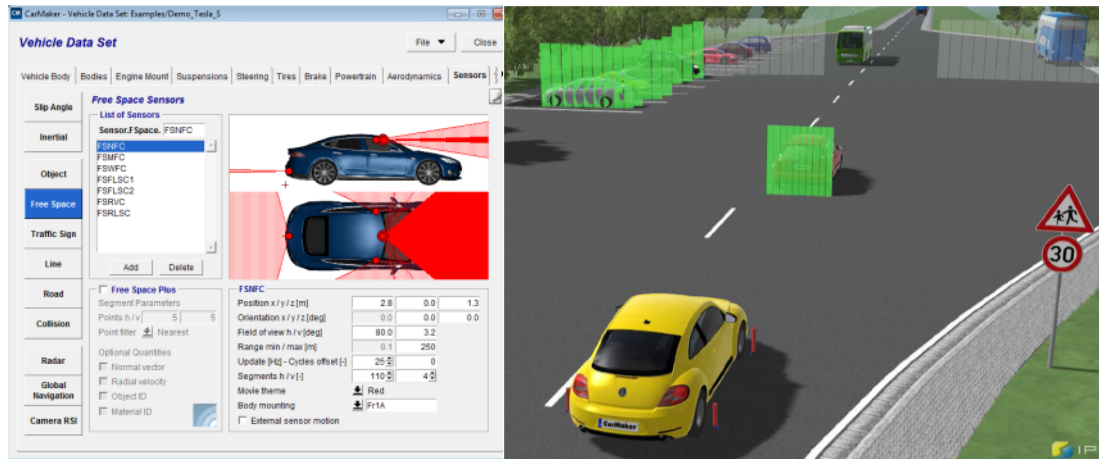 CM CarMaker - Vehicle Data Set: Examples/Demo_Tesla_S
Vehicle Data Set
File
Close
Vehicle Body
Bodies
Engine Mount
Suspensions
Steering
Tires
Brake
Powertrain
Aerodynamics
Sensors
Slip Angle
Inertial
Object
Free Space
Traffic Sign
Line
Road
Collision
Radar
Global
Navigation
Camera RSI
Free Space Sensors
List of Sensors
Sensor.FSpace. FSNFC
FSNFC
FSMFC
FSWFC
FSFLSC1
FSFLSC2
FSRVC
FSRLSC
Add
Delete
Free Space Plus
Segment Parameters
Points h / v 5 5
Point filter Nearest
Optional Quantities
Normal vector
Radial velocity
Object ID
Material ID
FSNFC
Position x / y / z [m] 2.8 0.0 1.3
Orientation x / y / z [deg] 0.0 0.0 0.0
Field of view h / v [deg] 80.0 3.2
Range min / max [m] 0.1 250
Update [Hz] - Cycles offset [-] 25 0
Segments h / v [-] 110 4
Movie theme Red
Body mounting Fr1A
External sensor motion
30
CarMaker
IP